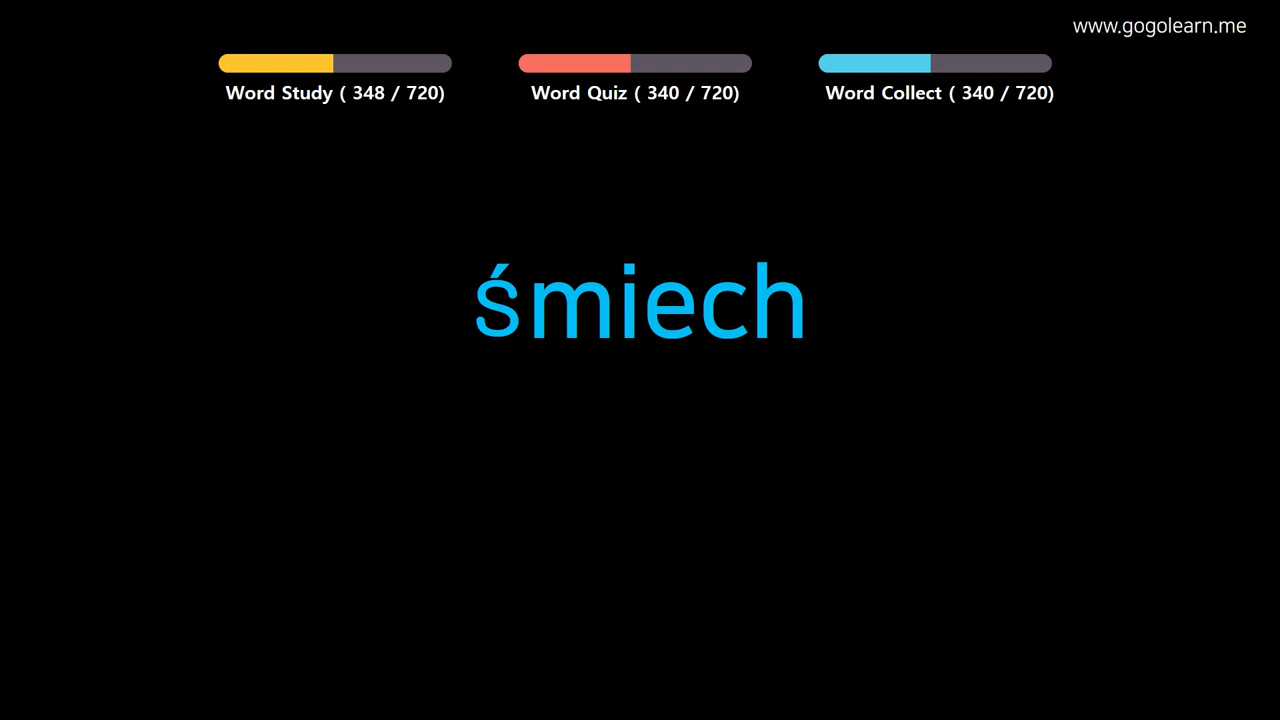 www.gogolearn.me
Word Study ( 348 / 720)
Word Quiz ( 340 / 720)
Word Collect ( 340 / 720)
śmiech